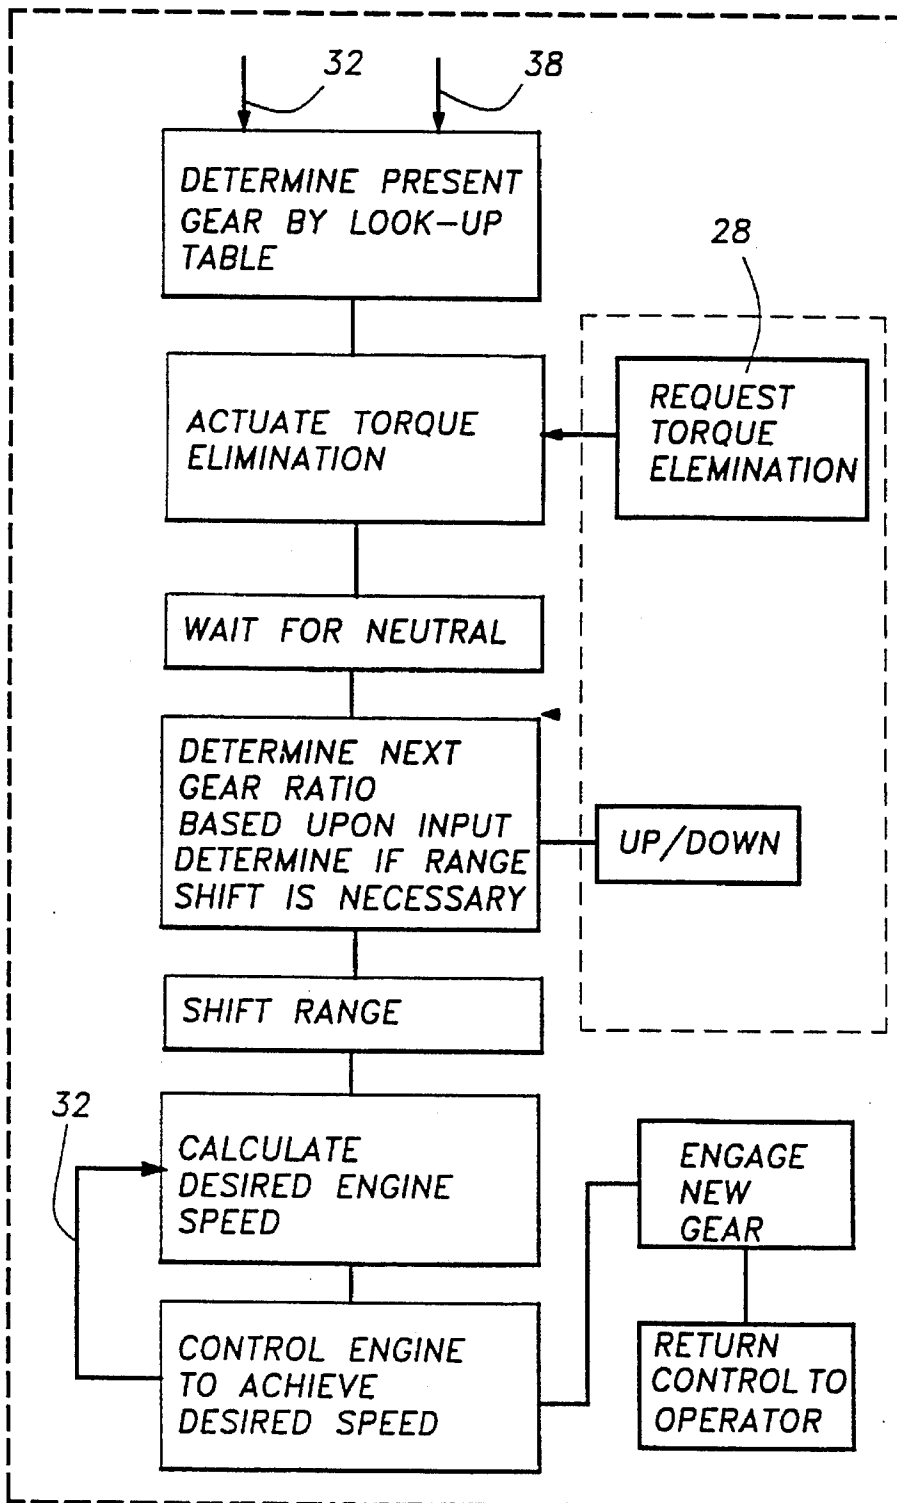 32
38
DETERMINE PRESENT
GEAR BY LOOK-UP
TABLE
28
ACTUATE TORQUE
ELIMINATION
REQUEST
TORQUE
ELEMINATION
WAIT FOR NEUTRAL
DETERMINE NEXT
GEAR RATIO
BASED UPON INPUT
DETERMINE IF RANGE
SHIFT IS NECESSARY
UP/DOWN
SHIFT RANGE
32
CALCULATE
DESIRED ENGINE
SPEED
ENGAGE
NEW
GEAR
CONTROL ENGINE
TO ACHIEVE
DESIRED SPEED
RETURN
CONTROL TO
OPERATOR